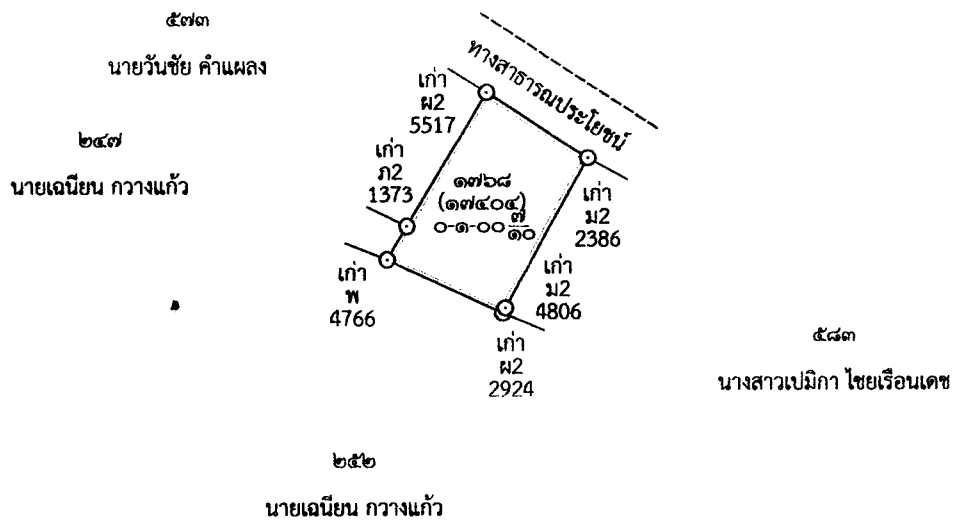 ๕๗๓
นายวันชัย คำแผลง
๒๔๗
นายเฉนียน กวางแก้ว
ทางสาธารณประโยชน์
เก่า
ผ2
5517
เก่า
ภ2
1373
๑๗๖๘
(๑๗๔๐๔)
๐-๑-๐๐ ๗/๑๐
เก่า
ม2
2386
เก่า
พ
4766
เก่า
ม2
4806
เก่า
ผ2
2924
๕๘๓
นางสาวเปมิกา ไชยเรือนเดช
๒๕๒
นายเฉนียน กวางแก้ว